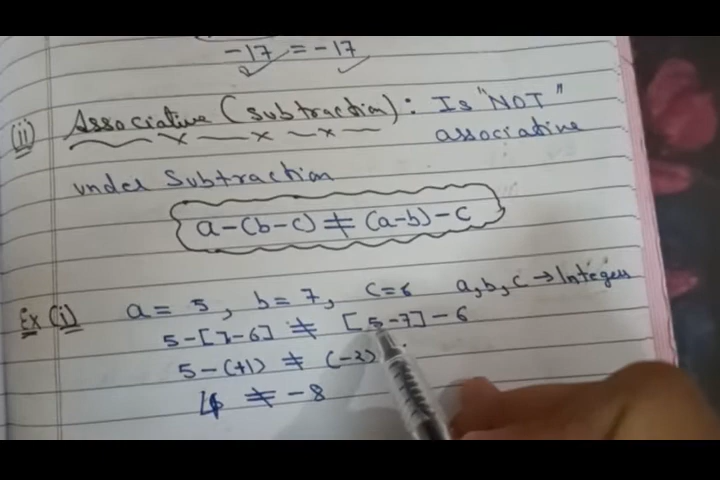 -17 = -17
(ii) Associative (Subtraction) : Is "NOT"
associative
under Subtraction
a-(b-c) ≠ (a-b)-c
Ex (i) a = 5, b = 7, c = 6 a, b, c → Integers
5-[7-6] ≠ [5-7]-6
5-(+1) ≠ (-2)
4 ≠ -8